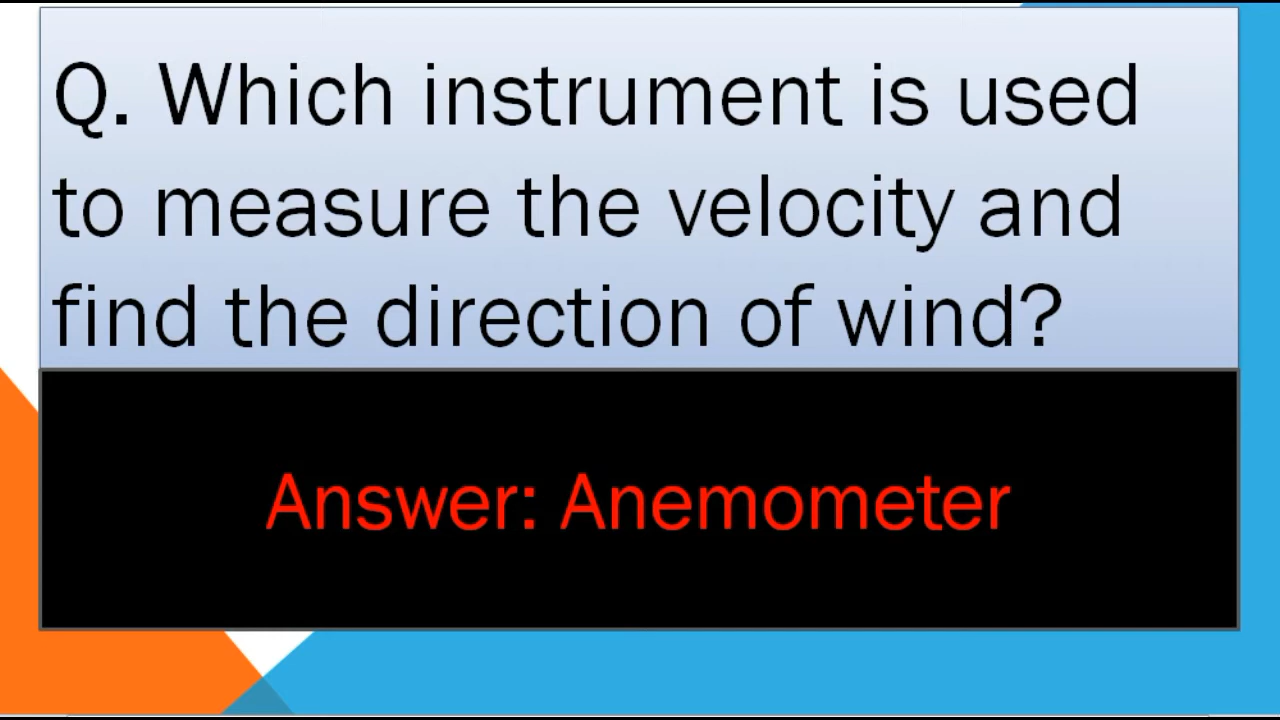 Q. Which instrument is used
to measure the velocity and
find the direction of wind?
Answer: Anemometer